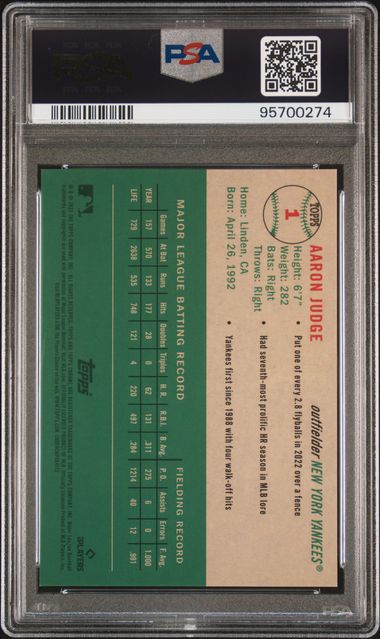 PSA
PSA
95700274
TOPPS
1
AARON JUDGE
outfielder NEW YORK YANKEES®
Height: 6'7"
Weight: 282
Bats: Right
Throws: Right
Home: Linden, CA
Born: April 26, 1992
• Put one of every 2.8 flyballs in 2022 over a fence
• Had seventh-most prolific HR season in MLB lore
• Yankees first since 1988 with four walk-off hits
MAJOR LEAGUE BATTING RECORD FIELDING RECORD
Games At Bat Runs Hits Doubles Triples H.R. R.B.I. B. Avg. P.O. Assists Errors F. Avg.
YEAR 157 570 133 177 28 0 62 131 .311 275 6 0 1.000
LIFE 729 2638 535 748 121 4 220 497 .284 1214 40 12 .991
Topps
PLAYERS